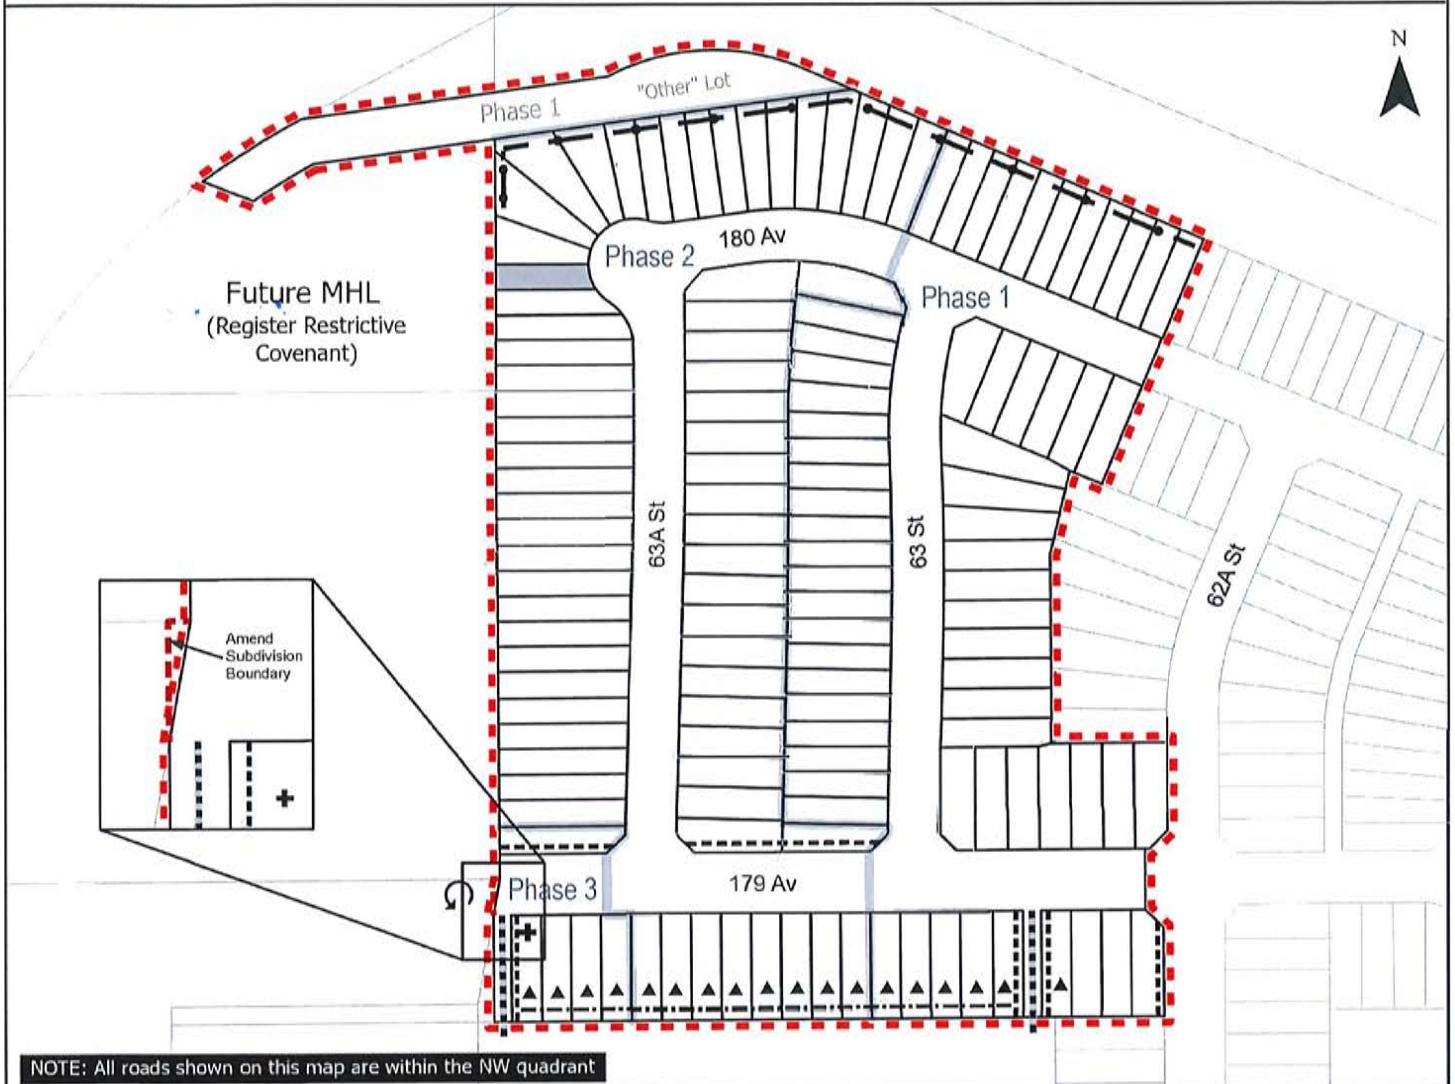 N
"Other" Lot
Phase 1
180 Av
Phase 2
Phase 1
Future MHL
(Register Restrictive
Covenant)
63A St
63 St
62A St
Amend
Subdivision
Boundary
Phase 3
179 Av
NOTE: All roads shown on this map are within the NW quadrant